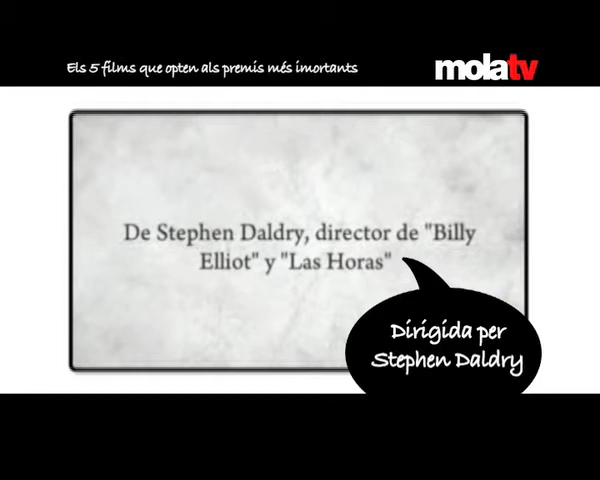 Els 5 films que opten als premis més imortants
molatv
De Stephen Daldry, director de "Billy
Elliot" y "Las Horas"
Dirigida per
Stephen Daldry